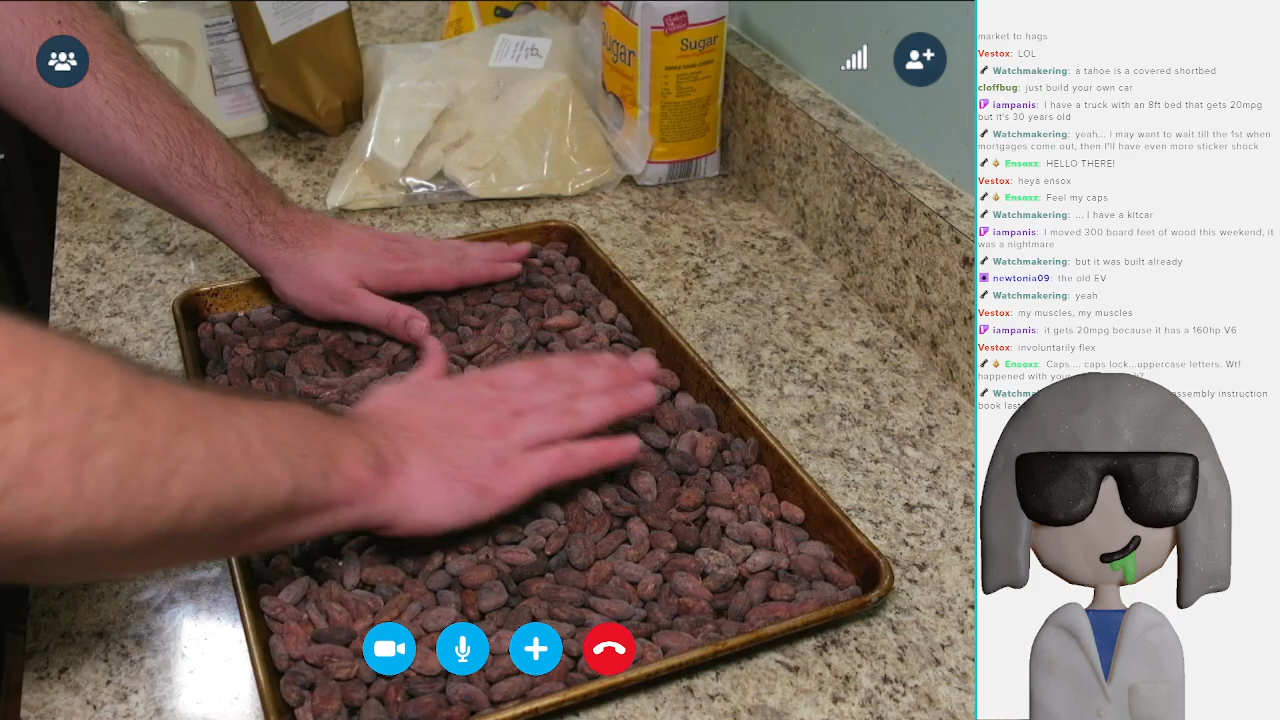 Sugar
Sugar
market to hags
Vestox: LOL
Watchmakering: a tahoe is a covered shortbed
cloffbug: just build your own car
iampanis: I have a truck with an 8ft bed that gets 20mpg
but it's 30 years old
Watchmakering: yeah... I may want to wait till the 1st when
mortgages come out, then I'll have even more sticker shock
Ensoxz: HELLO THERE!
Vestox: heya ensox
Ensoxz: Feel my caps
Watchmakering: ... I have a kitcar
iampanis: I moved 300 board feet of wood this weekend, it
was a nightmare
Watchmakering: but it was built already
newtonia09: the old EV
Watchmakering: yeah
Vestox: my muscles, my muscles
iampanis: it gets 20mpg because it has a 160hp V6
Vestox: involuntarily flex
Ensoxz: Caps.... caps lock...uppercase letters. Wtf
happened with your
Watchma assembly instruction
book las